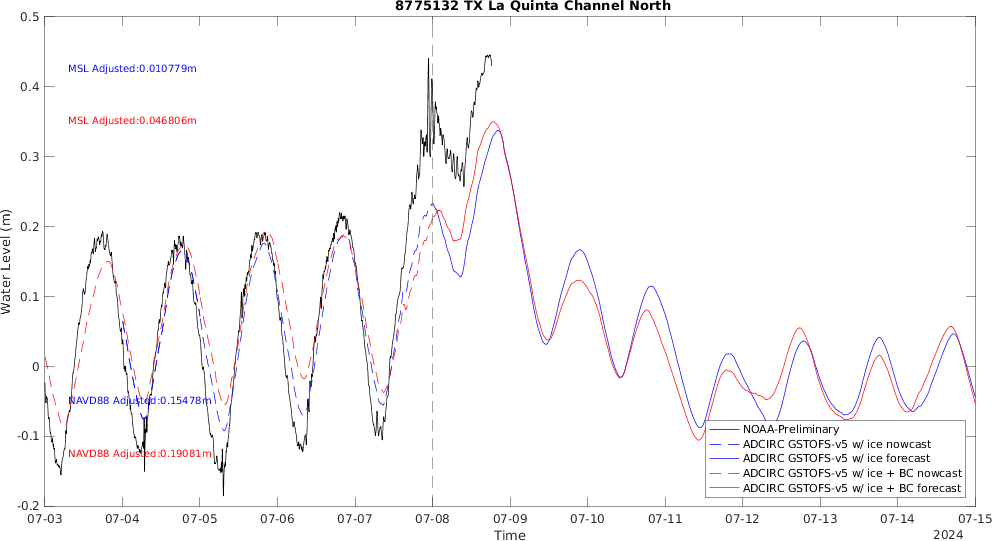 8775132 TX La Quinta Channel North
Water Level (m)
0.5
0.4
0.3
0.2
0.1
0
-0.1
-0.2
MSL Adjusted:0.010779m
MSL Adjusted:0.046806m
NAVD88 Adjusted:0.15478m
NAVD88 Adjusted:0.19081m
NOAA-Preliminary
ADCIRC GSTOFS-v5 w/ ice nowcast
ADCIRC GSTOFS-v5 w/ ice forecast
ADCIRC GSTOFS-v5 w/ ice + BC nowcast
ADCIRC GSTOFS-v5 w/ ice + BC forecast
07-03 07-04 07-05 07-06 07-07 07-08 07-09 07-10 07-11 07-12 07-13 07-14 07-15
Time
2024